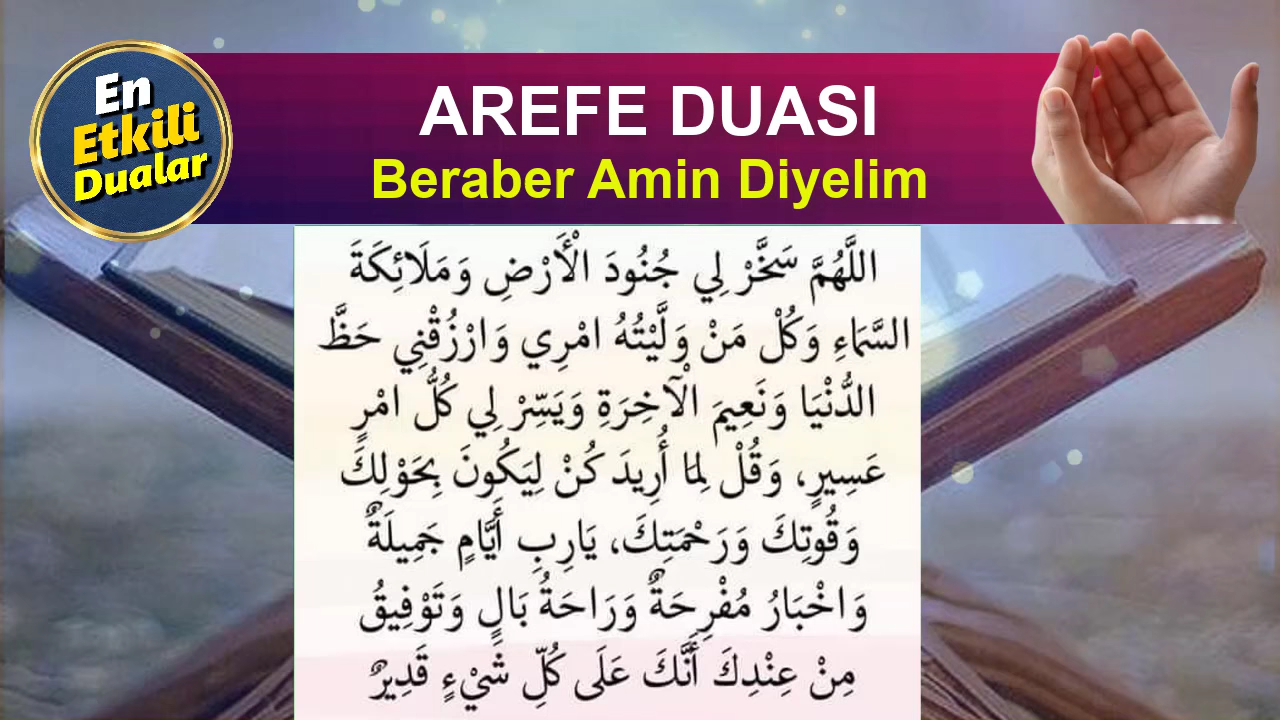 En
Etkili
Dualar
AREFE DUASI
Beraber Amin Diyelim
اللَّهُمَّ سَخَّرْ لِي جُنُودَ الْأَرْضِ وَمَلَائِكَةَ
السَّمَاءِ وَكُلْ مَنْ وَلَّيْتُهُ امْرِي وَارْزُقْنِي حَظَّ
الدُّنْيَا وَنَعِيمَ الْآخِرَةِ وَيَسِّرْ لِي كُلُّ امْرٍ
عَسِيرٍ، وَقُلْ لِمَا أُرِيدَ كُنْ لِيَكُونَ بِحَوْلِكَ
وَقُوتِكَ وَرَحْمَتِكَ، يَارِبِ أَيَّامٍ جَمِيلَةٌ
وَاخْبَارُ مُفْرِحَةٌ وَرَاحَةُ بَالٍ وَتَوْفِيقُ
مِنْ عِنْدِكَ أَنَّكَ عَلَى كُلِّ شَيْءٍ قَدِيرٌ